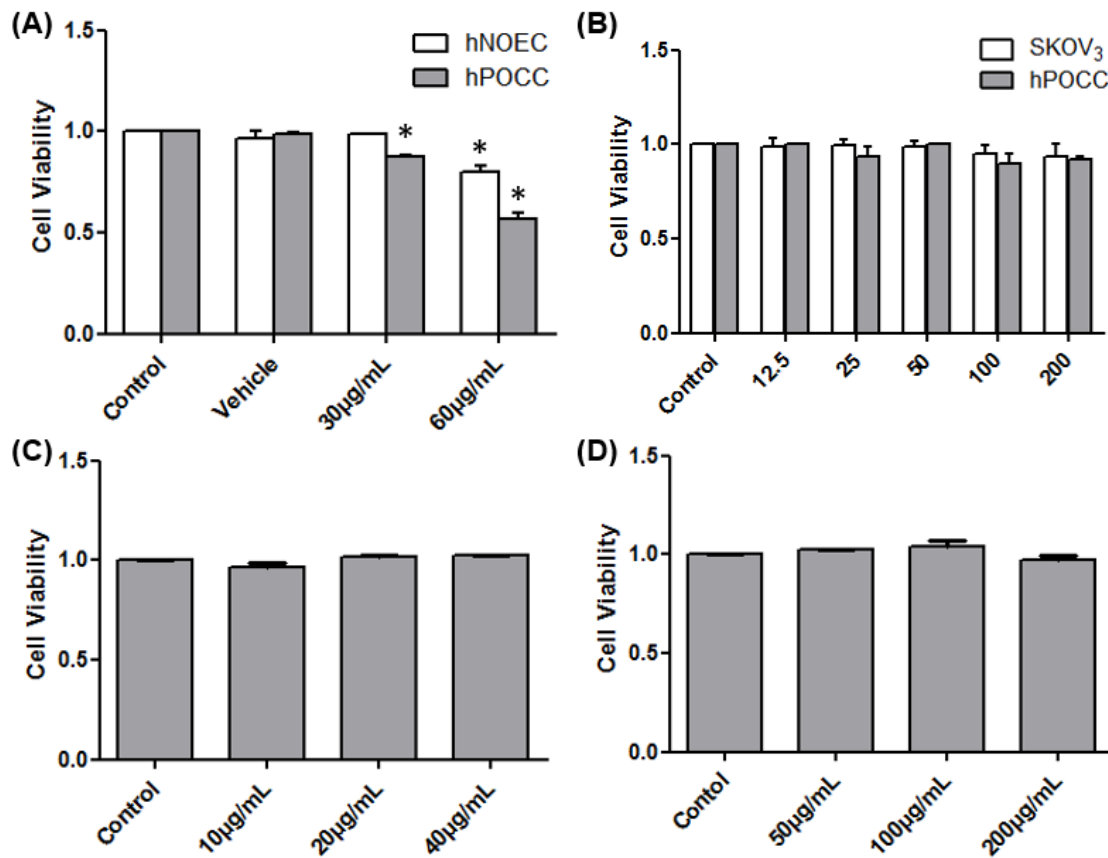 (A)
hNOEC
hPOCC
Cell Viability
1.5
1.0
0.5
0.0
*
*
*
Control
Vehicle
30µg/mL
60µg/mL
(B)
SKOV3
hPOCC
Cell Viability
1.5
1.0
0.5
0.0
Control
12.5
25
50
100
200
(C)
Cell Viability
1.5
1.0
0.5
0.0
Control
10µg/mL
20µg/mL
40µg/mL
(D)
Cell Viability
1.5
1.0
0.5
0.0
Contol
50µg/mL
100µg/mL
200µg/mL